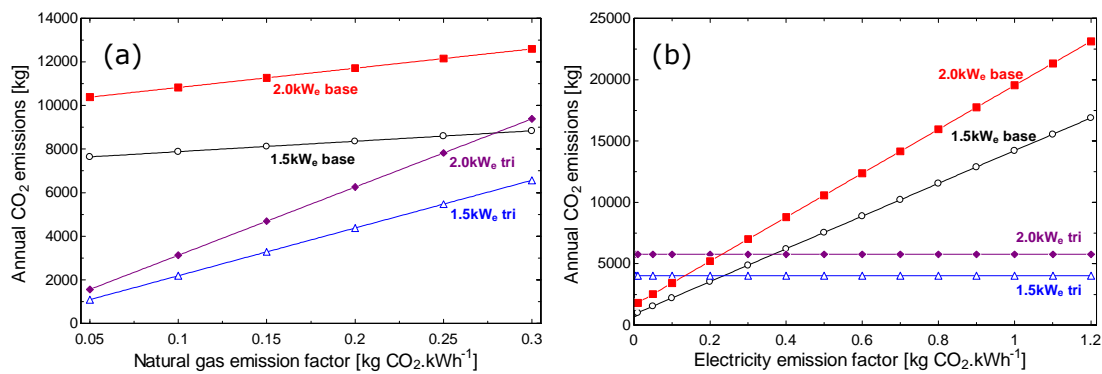 (a)
Annual CO₂ emissions [kg]
14000
12000
10000
8000
6000
4000
2000
0
2.0kWₑ base
1.5kWₑ base
2.0kWₑ tri
1.5kWₑ tri
0.05 0.1 0.15 0.2 0.25 0.3
Natural gas emission factor [kg CO₂.kWh⁻¹]
(b)
Annual CO₂ emissions [kg]
25000
20000
15000
10000
5000
0
2.0kWₑ base
1.5kWₑ base
2.0kWₑ tri
1.5kWₑ tri
0 0.2 0.4 0.6 0.8 1 1.2
Electricity emission factor [kg CO₂.kWh⁻¹]